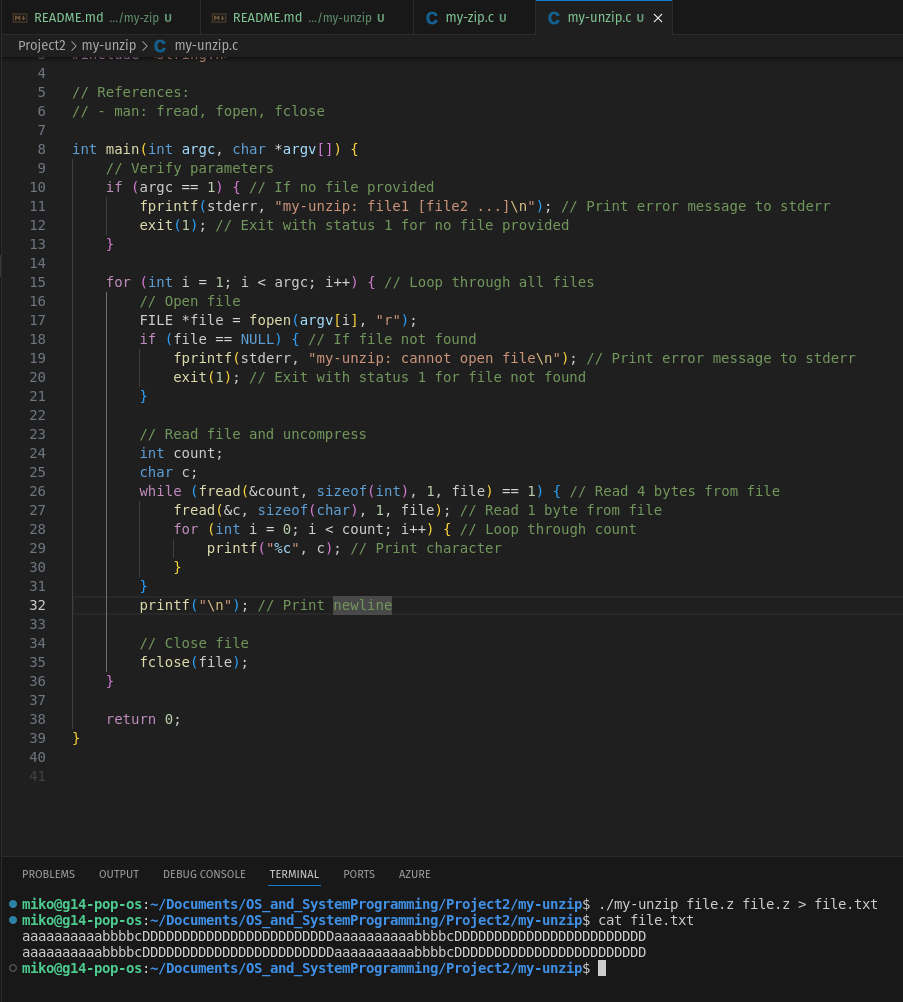 README.md .../my-zip U README.md .../my-unzip U my-zip.c U my-unzip.c U
Project2 > my-unzip > C my-unzip.c
4
5 // References:
6 // - man: fread, fopen, fclose
7
8 int main(int argc, char *argv[]) {
9 // Verify parameters
10 if (argc == 1) { // If no file provided
11 fprintf(stderr, "my-unzip: file1 [file2 ...]\n"); // Print error message to stderr
12 exit(1); // Exit with status 1 for no file provided
13 }
14
15 for (int i = 1; i < argc; i++) { // Loop through all files
16 // Open file
17 FILE *file = fopen(argv[i], "r");
18 if (file == NULL) { // If file not found
19 fprintf(stderr, "my-unzip: cannot open file\n"); // Print error message to stderr
20 exit(1); // Exit with status 1 for file not found
21 }
22
23 // Read file and uncompress
24 int count;
25 char c;
26 while (fread(&count, sizeof(int), 1, file) == 1) { // Read 4 bytes from file
27 fread(&c, sizeof(char), 1, file); // Read 1 byte from file
28 for (int i = 0; i < count; i++) { // Loop through count
29 printf("%c", c); // Print character
30 }
31 }
32 printf("\n"); // Print newline
33
34 // Close file
35 fclose(file);
36 }
37
38 return 0;
39 }
40
41
PROBLEMS OUTPUT DEBUG CONSOLE TERMINAL PORTS AZURE
miko@g14-pop-os:~/Documents/OS_and_SystemProgramming/Project2/my-unzip$ ./my-unzip file.z file.z > file.txt
miko@g14-pop-os:~/Documents/OS_and_SystemProgramming/Project2/my-unzip$ cat file.txt
aaaaaaaaaabbbbcDDDDDDDDDDDDDDDDDDDDDDDDaaaaaaaaaabbbbcDDDDDDDDDDDDDDDDDDDDDDDD
aaaaaaaaaabbbbcDDDDDDDDDDDDDDDDDDDDDDDDaaaaaaaaaabbbbcDDDDDDDDDDDDDDDDDDDDDDDD
miko@g14-pop-os:~/Documents/OS_and_SystemProgramming/Project2/my-unzip$